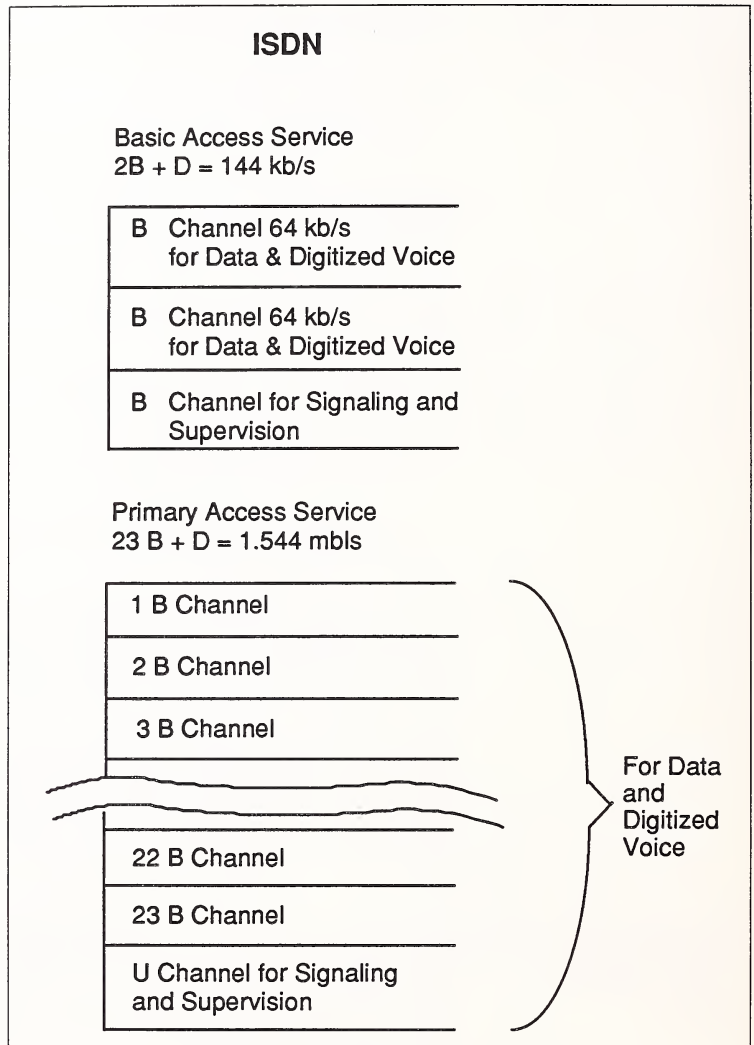 ISDN
Basic Access Service
2B + D = 144 kb/s
B Channel 64 kb/s
for Data & Digitized Voice
B Channel 64 kb/s
for Data & Digitized Voice
B Channel for Signaling and
Supervision
Primary Access Service
23 B + D = 1.544 mbls
1 B Channel
2 B Channel
3 B Channel
22 B Channel
23 B Channel
U Channel for Signaling
and Supervision
For Data
and
Digitized
Voice